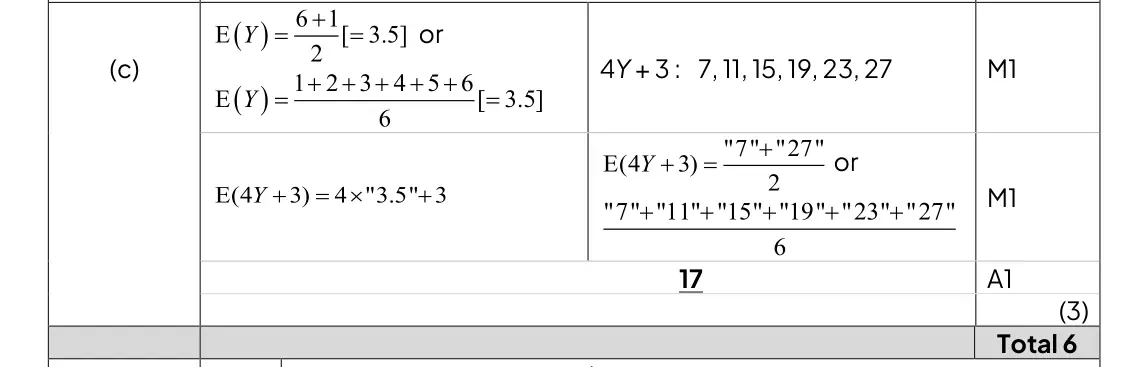 (c)
E(Y) = (6+1)/2 [= 3.5] or
E(Y) = (1+2+3+4+5+6)/6 [= 3.5]
4Y + 3 : 7, 11, 15, 19, 23, 27
M1
E(4Y + 3) = 4×"3.5"+3
E(4Y + 3) = ("7"+"27")/2 or
("7"+"11"+"15"+"19"+"23"+"27")/6
M1
17
A1
(3)
Total 6